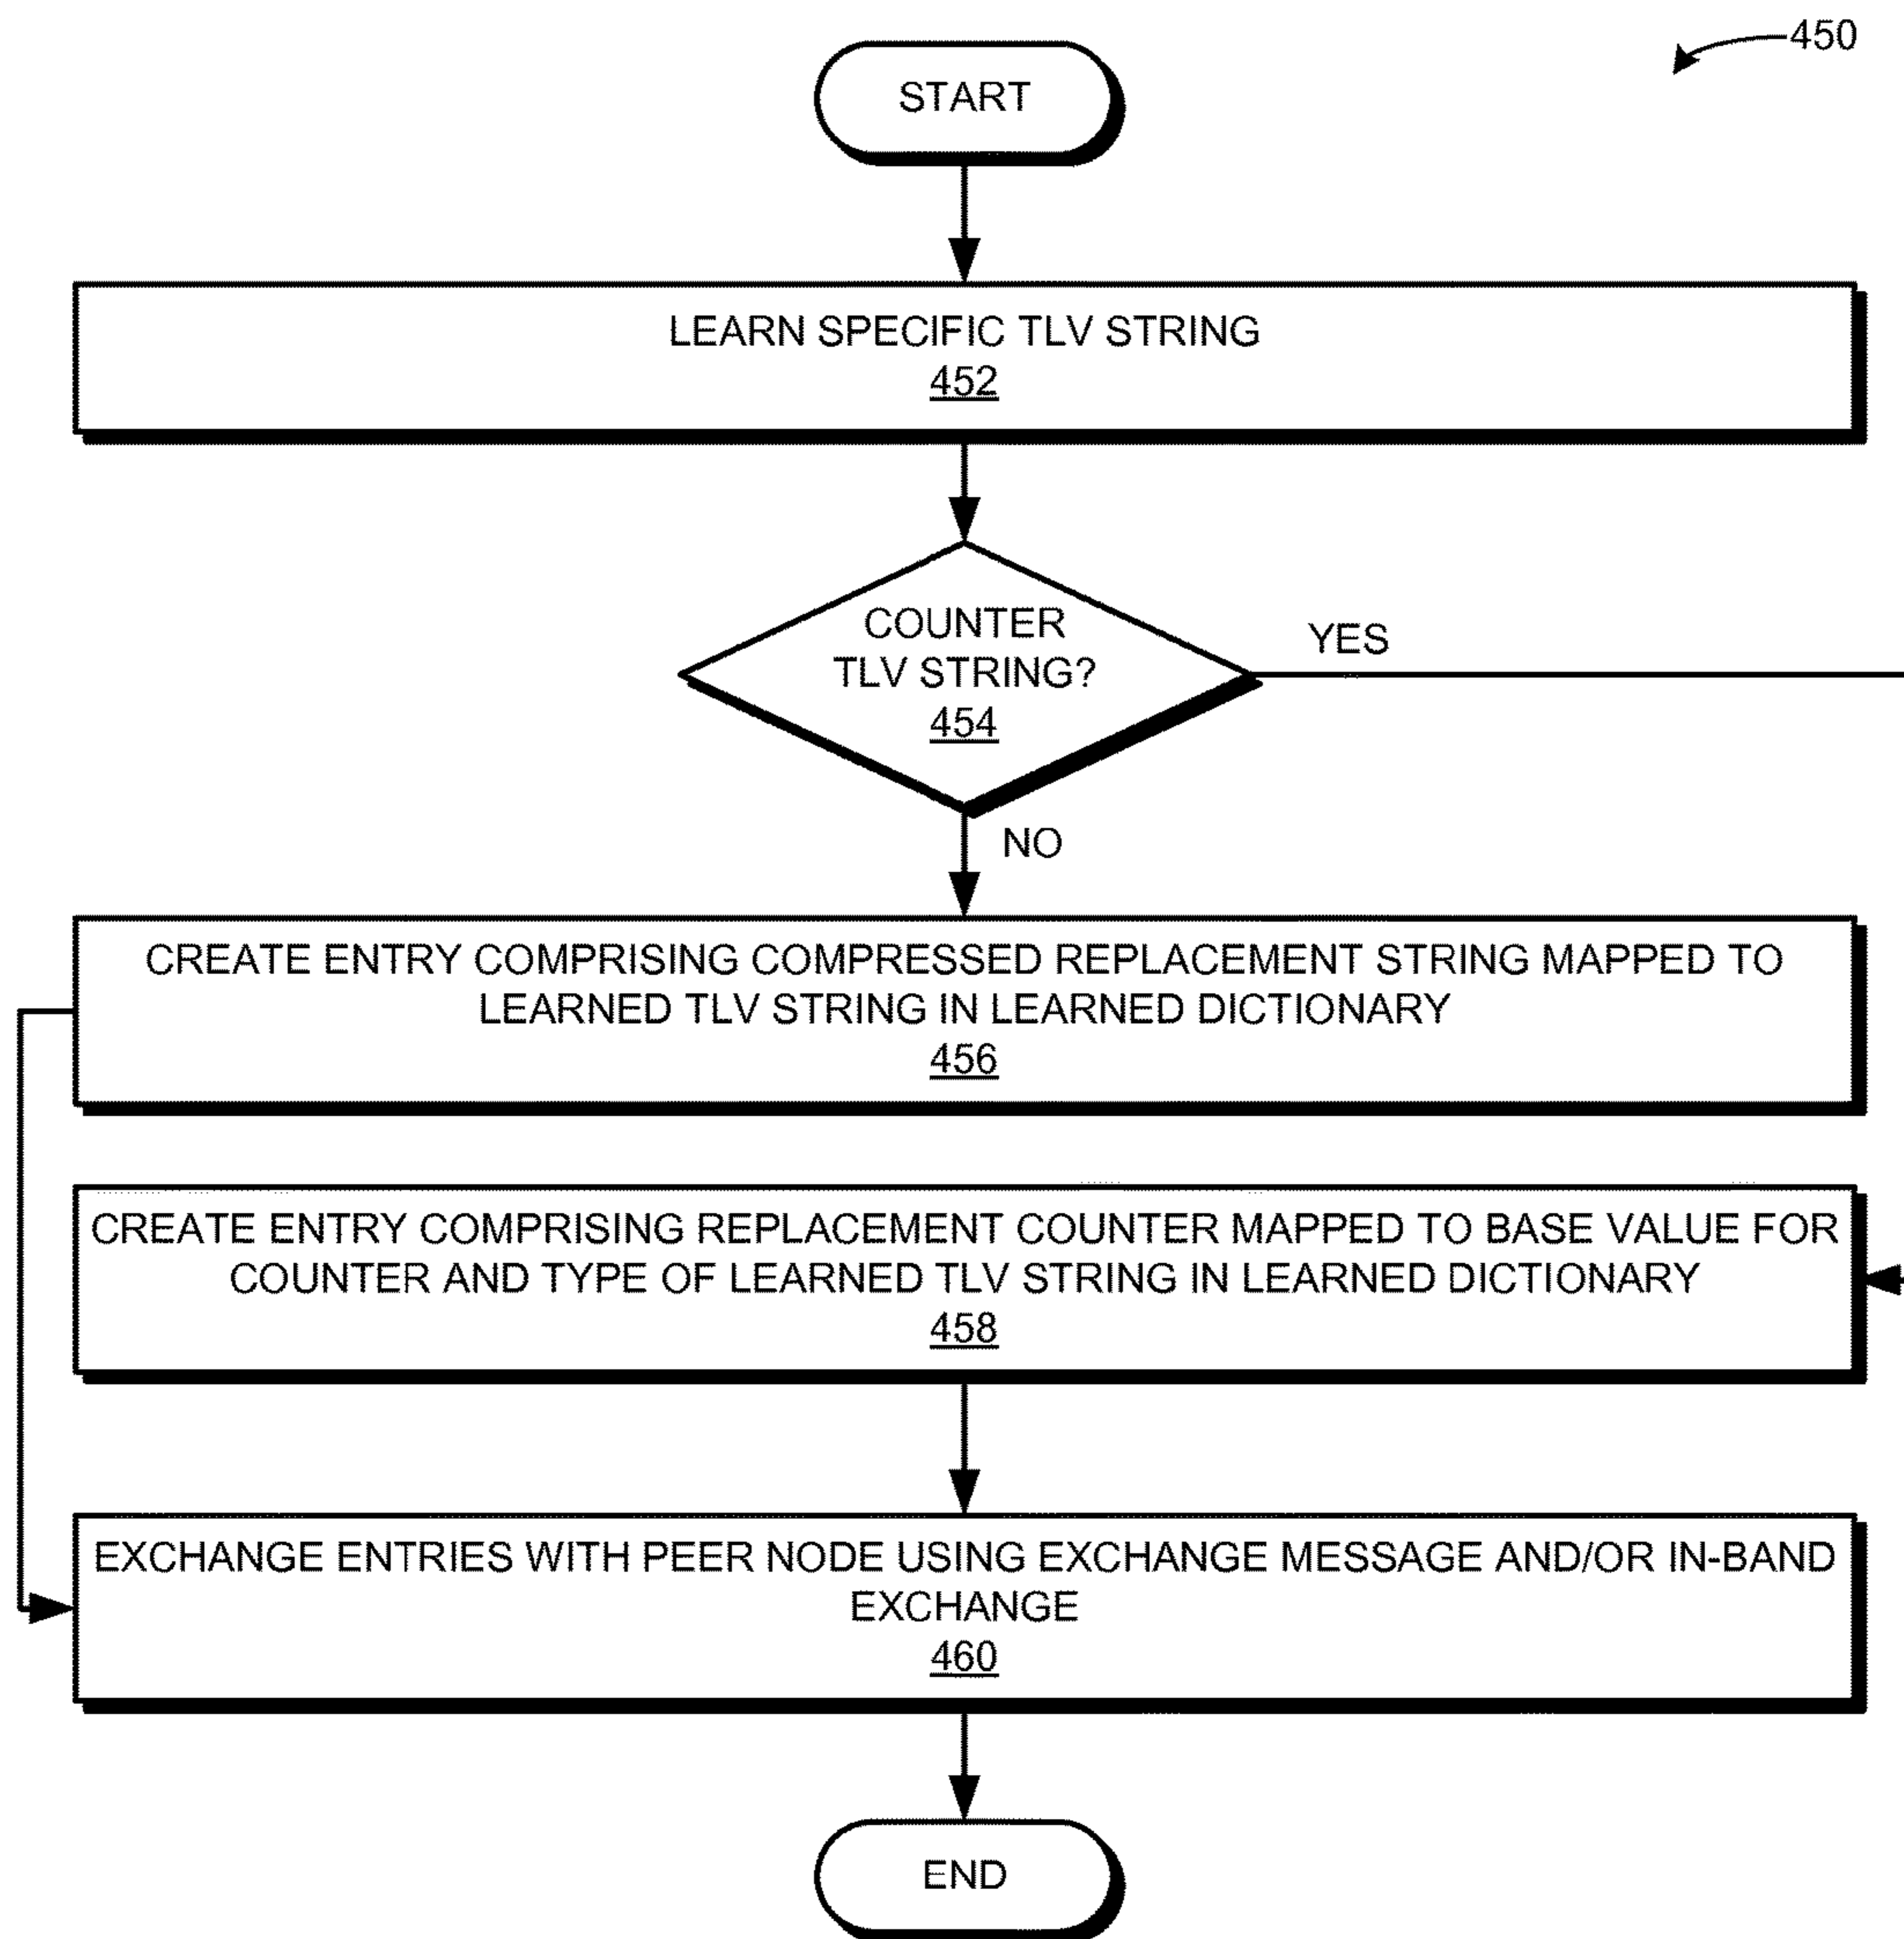 450
START
LEARN SPECIFIC TLV STRING
452
COUNTER
TLV STRING?
454
YES
NO
CREATE ENTRY COMPRISING COMPRESSED REPLACEMENT STRING MAPPED TO
LEARNED TLV STRING IN LEARNED DICTIONARY
456
CREATE ENTRY COMPRISING REPLACEMENT COUNTER MAPPED TO BASE VALUE FOR
COUNTER AND TYPE OF LEARNED TLV STRING IN LEARNED DICTIONARY
458
EXCHANGE ENTRIES WITH PEER NODE USING EXCHANGE MESSAGE AND/OR IN-BAND
EXCHANGE
460
END